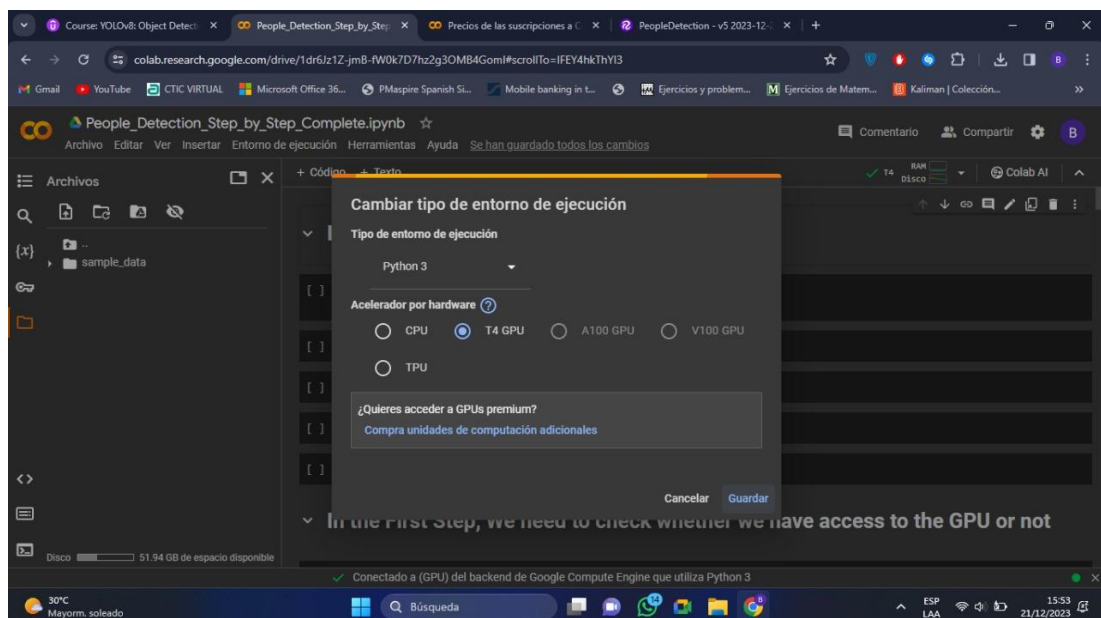 Course: YOLOv8: Object Detecti
People_Detection_Step_by_Step
Precios de las suscripciones a C
PeopleDetection - v5 2023-12-2
colab.research.google.com/drive/1dr6Jz1Z-jmB-fW0k7D7hz2g3OMB4GomI#scrollTo=IFEY4hkThYI3
Gmail YouTube CTIC VIRTUAL Microsoft Office 36... PMaspire Spanish Si... Mobile banking in t... Ejercicios y problem... Ejercicios de Matem... Kaliman | Colección... »
People_Detection_Step_by_Step_Complete.ipynb
Comentario Compartir B
Archivo Editar Ver Insertar Entorno de ejecución Herramientas Ayuda Se han guardado todos los cambios
Archivos
+ Código + Texto
T4 RAM Disco
Colab AI
..
sample_data
{x}
[ ]
[ ]
[ ]
[ ]
[ ]
Cambiar tipo de entorno de ejecución
Tipo de entorno de ejecución
Python 3
Acelerador por hardware ?
CPU T4 GPU A100 GPU V100 GPU
TPU
¿Quieres acceder a GPUs premium?
Compra unidades de computación adicionales
Cancelar Guardar
In the First Step, We need to check whether we have access to the GPU or not
Disco 51.94 GB de espacio disponible
Conectado a (GPU) del backend de Google Compute Engine que utiliza Python 3
30°C
Mayorm. soleado
Búsqueda
14
ESP
LAA
15:53
21/12/2023